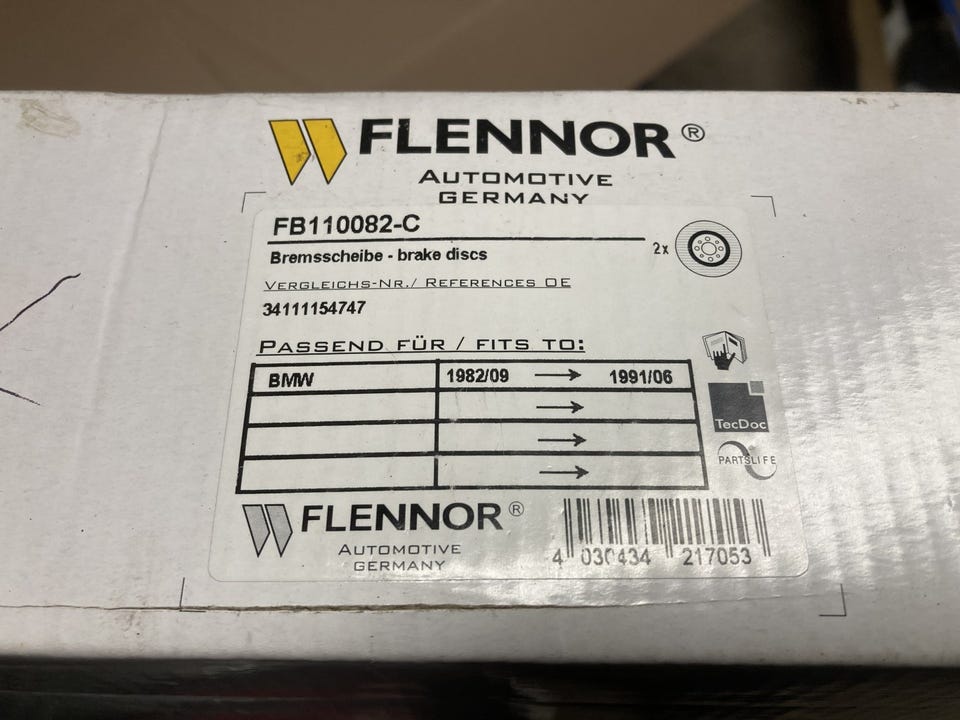 FLENNOR®
AUTOMOTIVE
GERMANY
FB110082-C
Bremsscheibe - brake discs
2x
VERGLEICHS-NR./ REFERENCES OE
34111154747
PASSEND FÜR / FITS TO:
BMW 1982/09 → 1991/06
→
→
→
TecDoc
PARTSLIFE
FLENNOR®
AUTOMOTIVE
GERMANY
4 030434 217053